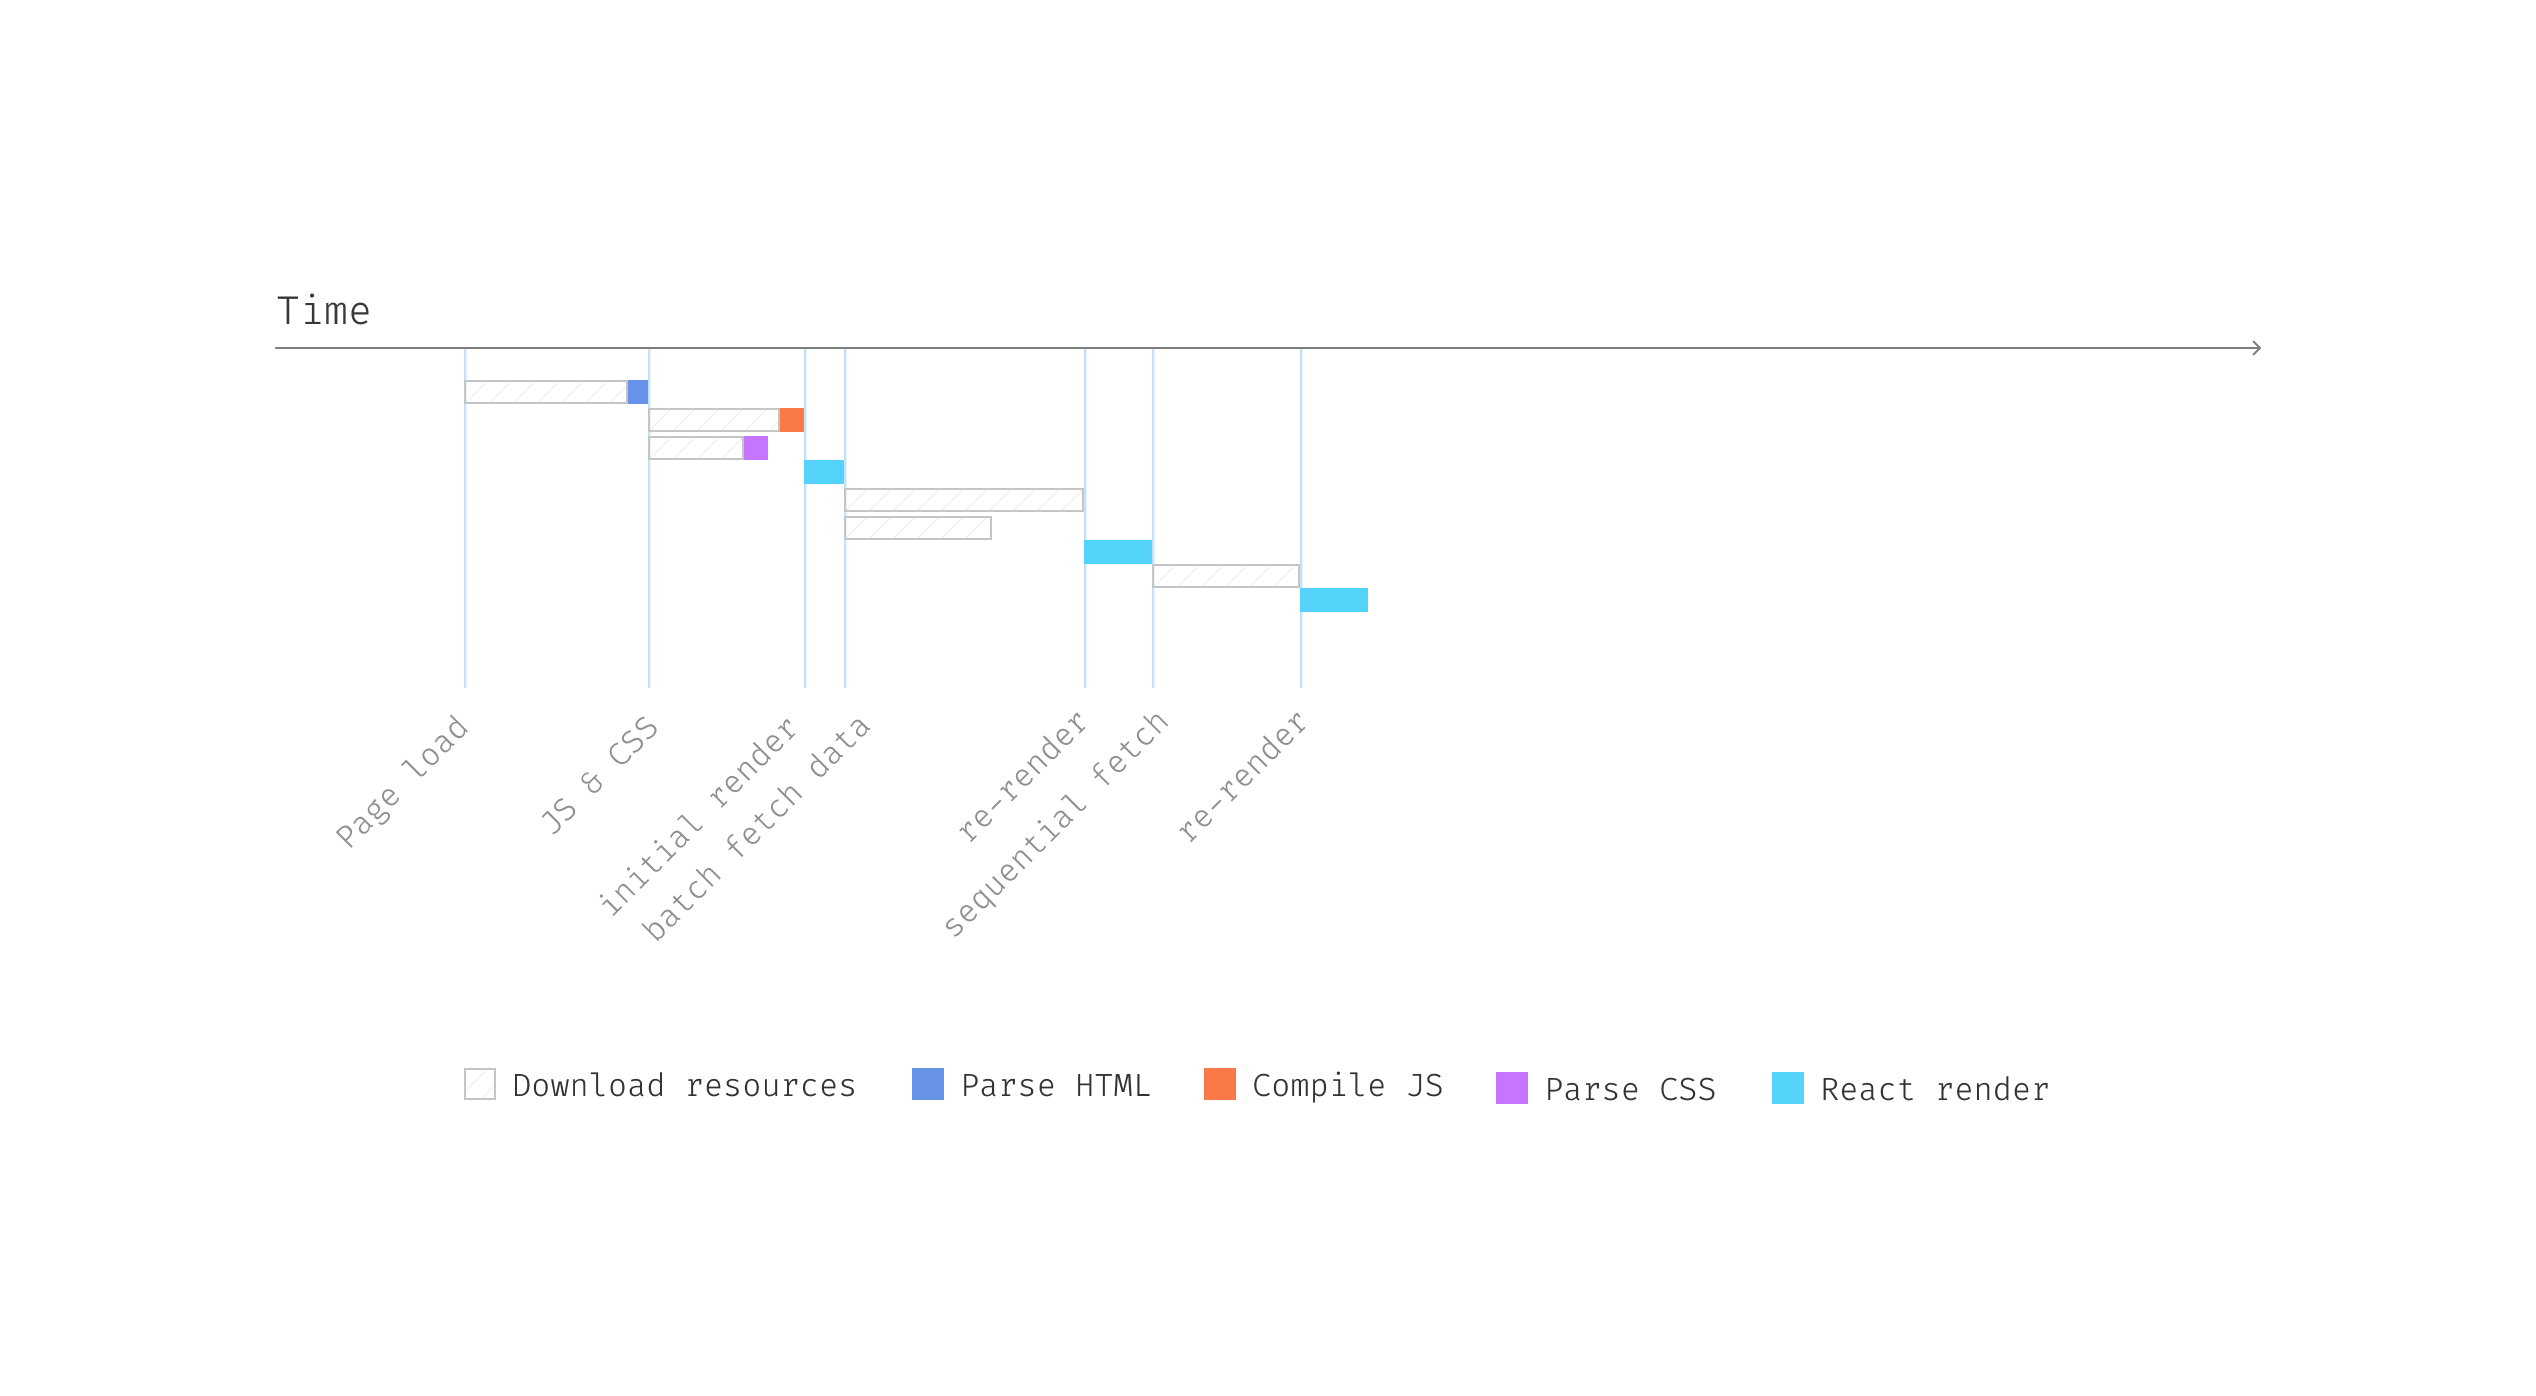 Time
Page load
JS & CSS
initial render
batch fetch data
re-render
sequential fetch
re-render
Download resources
Parse HTML
Compile JS
Parse CSS
React render